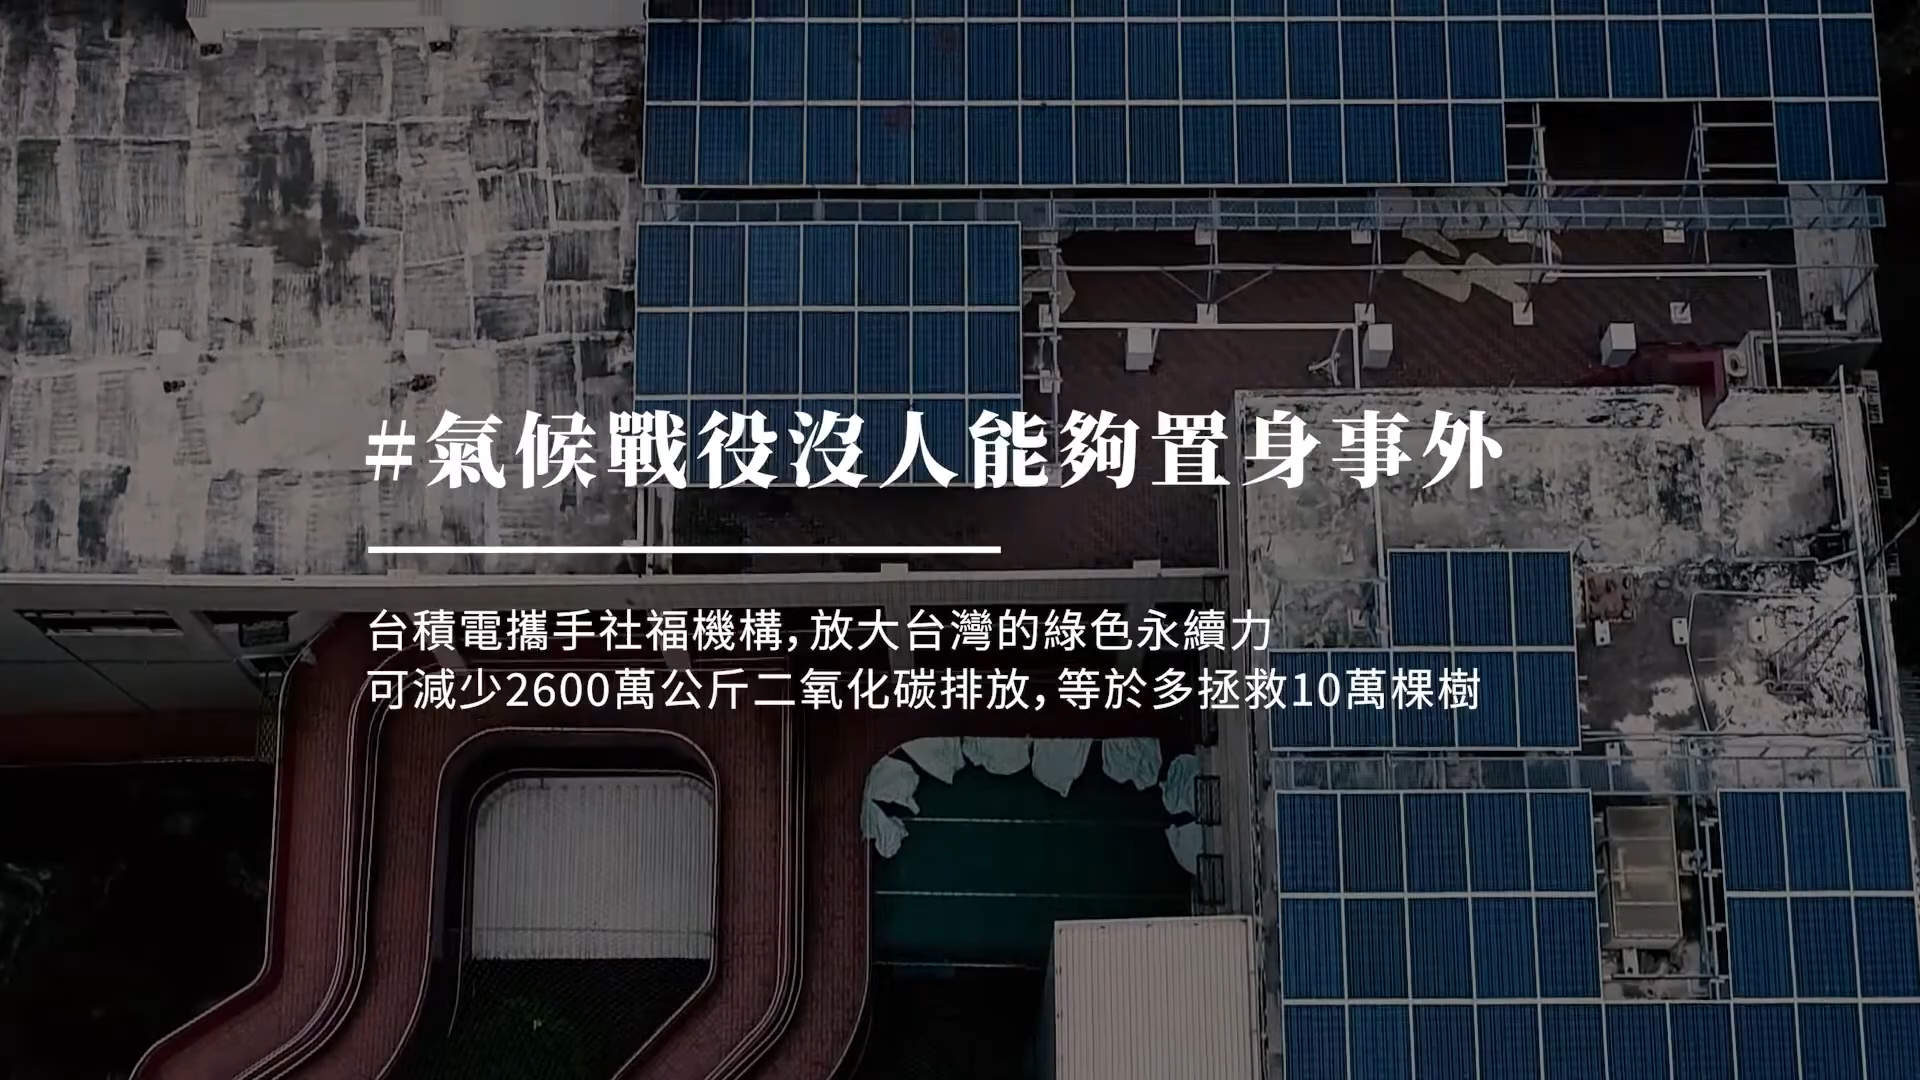 #氣候戰役沒人能夠置身事外
台積電攜手社福機構，放大台灣的綠色永續力
可減少2600萬公斤二氧化碳排放，等於多拯救10萬棵樹